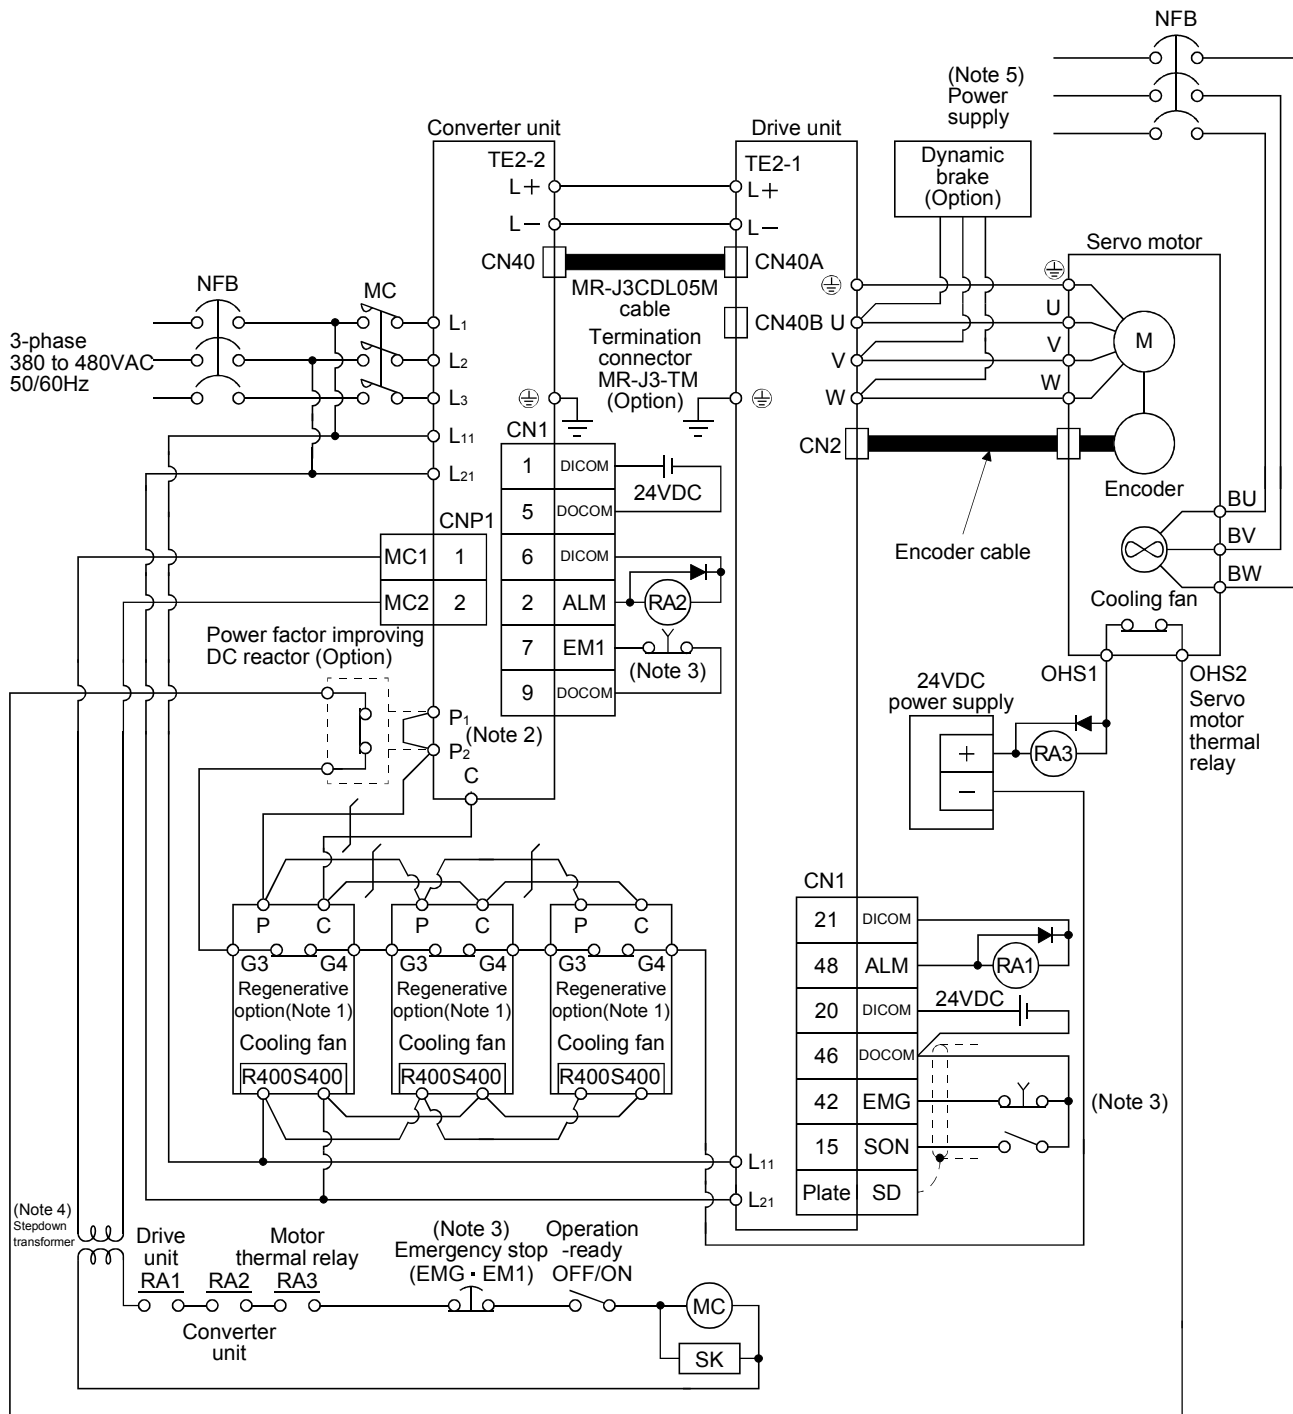 NFB
(Note 5)
Power
supply
Converter unit
Drive unit
TE2-2
TE2-1
Dynamic
brake
(Option)
L+
L+
L−
L−
Servo motor
CN40
CN40A
MR-J3CDL05M
cable
NFB
MC
CN40B
U
U
M
3-phase
380 to 480VAC
50/60Hz
L1
L2
L3
Termination
connector
MR-J3-TM
(Option)
V
V
W
W
L11
L21
CN1
CN2
1
DICOM
24VDC
5
DOCOM
6
DICOM
2
ALM
RA2
7
EM1
(Note 3)
9
DOCOM
Encoder
Encoder cable
BU
BV
BW
Cooling fan
CNP1
MC1
1
MC2
2
Power factor improving
DC reactor (Option)
P1
(Note 2)
P2
C
OHS1
OHS2
Servo
motor
thermal
relay
24VDC
power supply
+
−
RA3
P
C
P
C
P
C
G3
G4
G3
G4
G3
G4
Regenerative
option(Note 1)
Regenerative
option(Note 1)
Regenerative
option(Note 1)
Cooling fan
Cooling fan
Cooling fan
R400S400
R400S400
R400S400
CN1
21
DICOM
48
ALM
RA1
20
DICOM
24VDC
46
DOCOM
42
EMG
(Note 3)
15
SON
Plate
SD
L11
L21
(Note 4)
Stepdown
transformer
Drive
unit
RA1
RA2
Motor
thermal relay
RA3
Converter
unit
(Note 3)
Emergency stop
(EMG・EM1)
Operation
-ready
OFF/ON
MC
SK